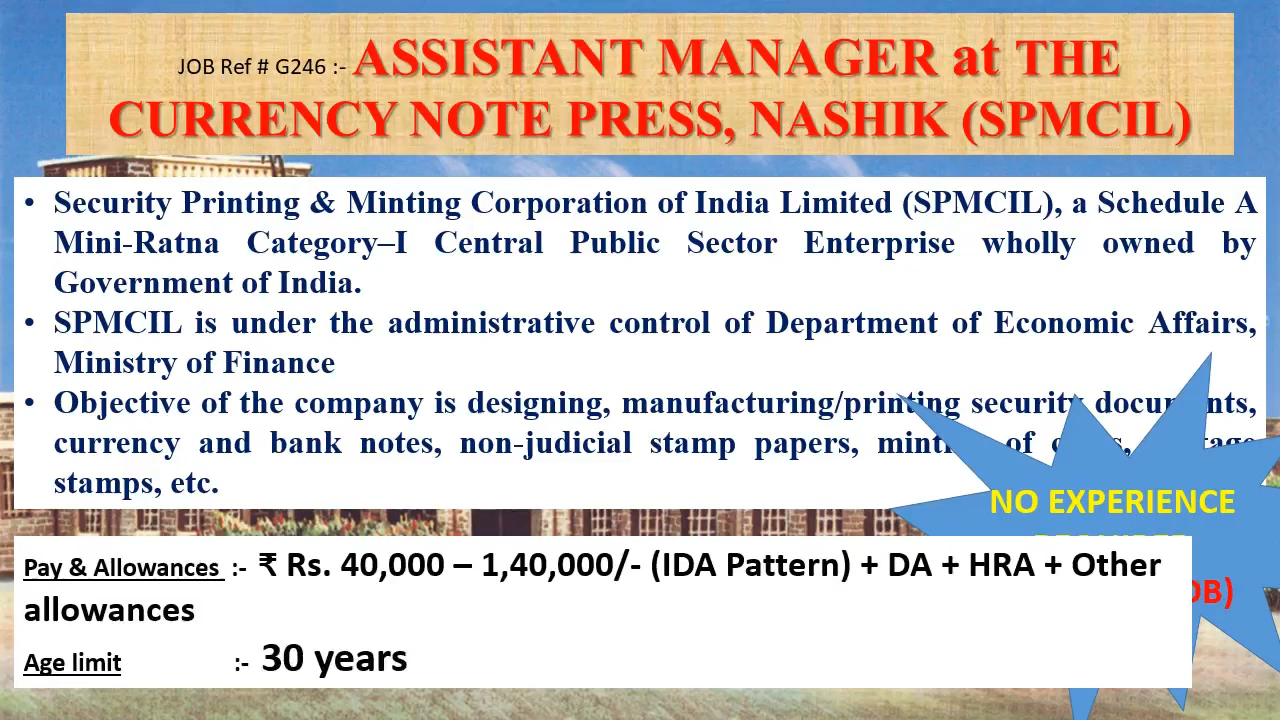 JOB Ref # G246 :- ASSISTANT MANAGER at THE
CURRENCY NOTE PRESS, NASHIK (SPMCIL)
• Security Printing & Minting Corporation of India Limited (SPMCIL), a Schedule A
Mini-Ratna Category–I Central Public Sector Enterprise wholly owned by
Government of India.
• SPMCIL is under the administrative control of Department of Economic Affairs,
Ministry of Finance
• Objective of the company is designing, manufacturing/printing security
currency and bank notes, non-judicial stamp papers, of
stamps, etc.
NO EXPERIENCE
Pay & Allowances :- ₹ Rs. 40,000 – 1,40,000/- (IDA Pattern) + DA + HRA + Other
allowances
Age limit :- 30 years